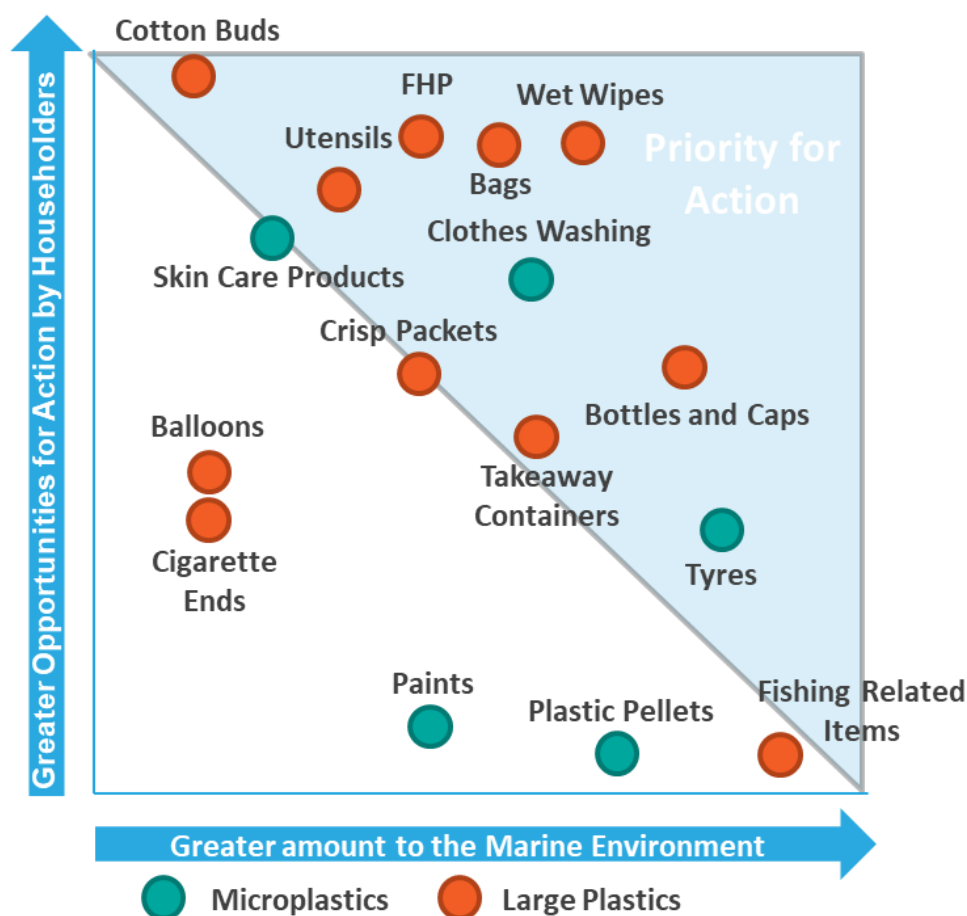 Cotton Buds
FHP
Wet Wipes
Utensils
Bags
Priority for
Action
Clothes Washing
Skin Care Products
Crisp Packets
Bottles and Caps
Balloons
Takeaway
Containers
Cigarette
Ends
Tyres
Paints
Plastic Pellets
Fishing Related
Items
Greater Opportunities for Action by Householders
Greater amount to the Marine Environment
Microplastics
Large Plastics